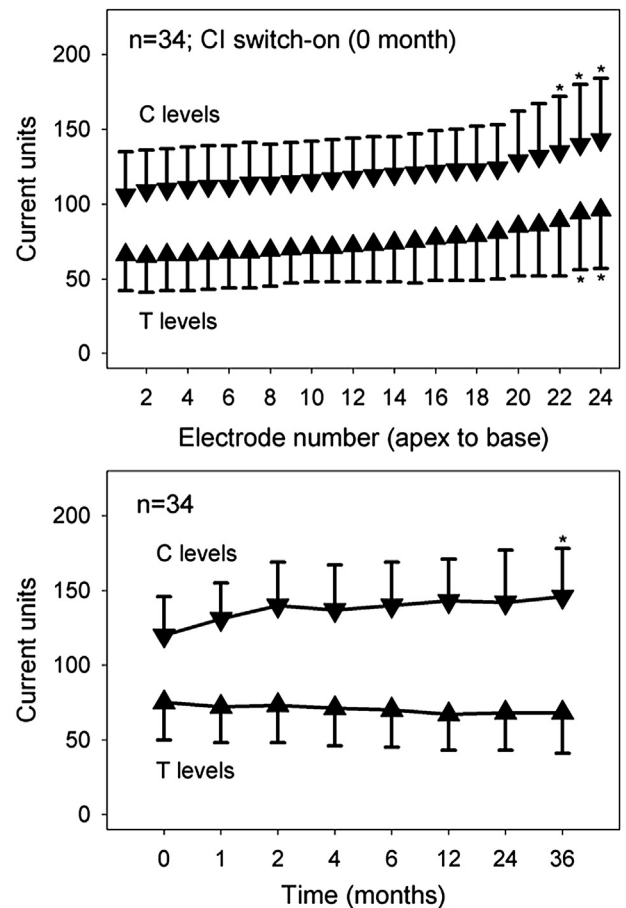 n=34; CI switch-on (0 month)
200
* * *
C levels
150
100
50
T levels
* *
0
2 4 6 8 10 12 14 16 18 20 22 24
Current units
Electrode number (apex to base)
n=34
200
*
C levels
150
100
50
T levels
0
0 1 2 4 6 12 24 36
Current units
Time (months)